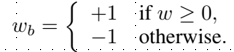 w_b = { +1 if w ≥ 0,
−1 otherwise.